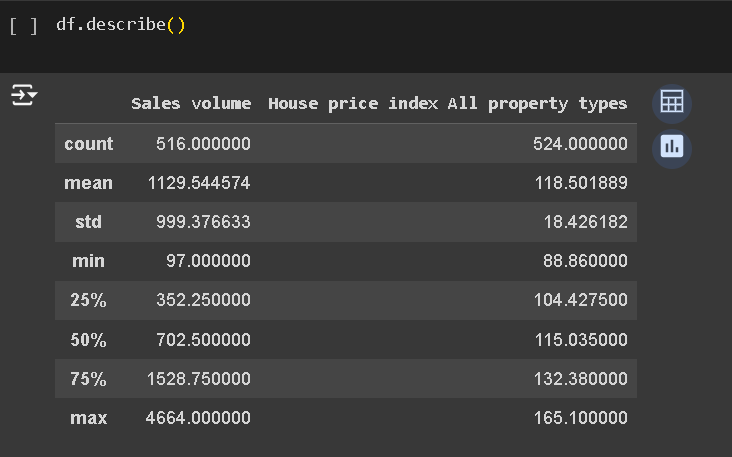 [ ] df.describe()
Sales volume House price index All property types
count 516.000000 524.000000
mean 1129.544574 118.501889
std 999.376633 18.426182
min 97.000000 88.860000
25% 352.250000 104.427500
50% 702.500000 115.035000
75% 1528.750000 132.380000
max 4664.000000 165.100000